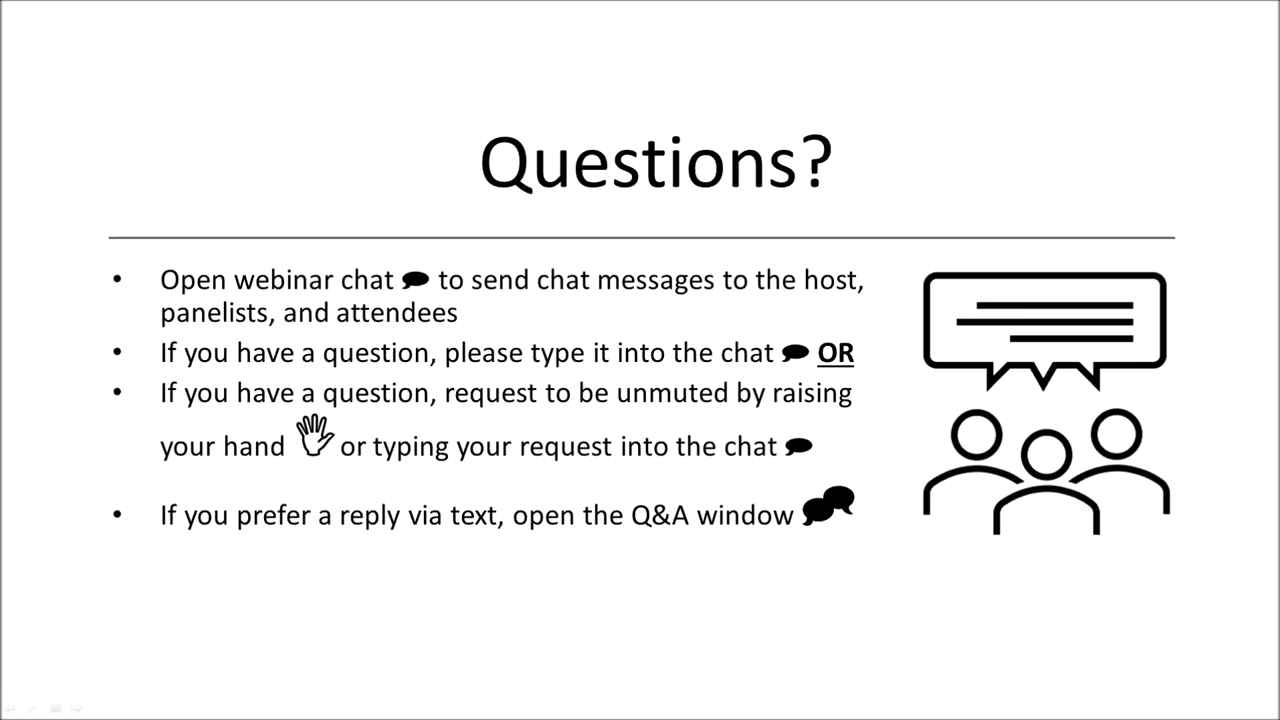 Questions?
• Open webinar chat to send chat messages to the host,
panelists, and attendees
• If you have a question, please type it into the chat OR
• If you have a question, request to be unmuted by raising
your hand or typing your request into the chat
• If you prefer a reply via text, open the Q&A window